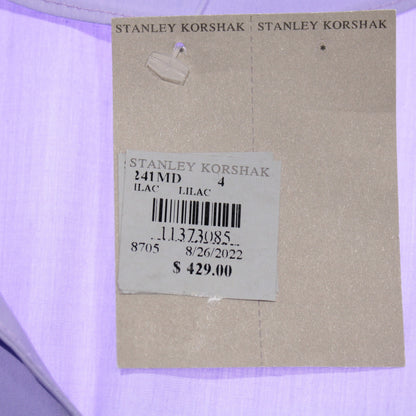 STANLEY KORSHAK STANLEY KORSHAK
*
STANLEY KORSHAK
241MD 4
ILAC LILAC
11373085
8705 8/26/2022
$ 429.00